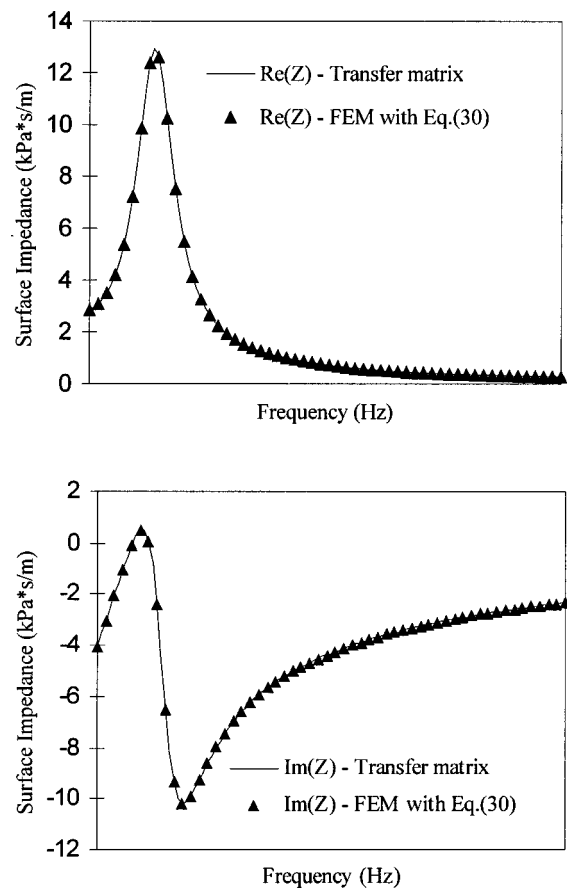 14
12
10
8
6
4
2
0
Surface Impedance (kPa*s/m)
Re(Z) - Transfer matrix
Re(Z) - FEM with Eq.(30)
Frequency (Hz)
2
0
-2
-4
-6
-8
-10
-12
Surface Impedance (kPa*s/m)
Im(Z) - Transfer matrix
Im(Z) - FEM with Eq.(30)
Frequency (Hz)